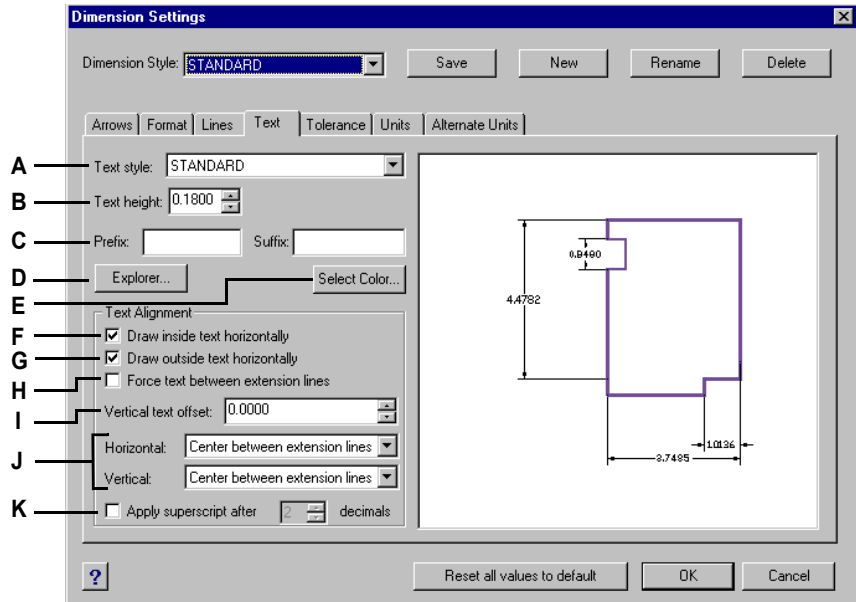 Dimension Settings
Dimension Style: STANDARD Save New Rename Delete
Arrows Format Lines Text Tolerance Units Alternate Units
A Text style: STANDARD
B Text height: 0.1800
C Prefix: Suffix:
D Explorer... Select Color...
E
Text Alignment
F Draw inside text horizontally
G Draw outside text horizontally
H Force text between extension lines
I Vertical text offset: 0.0000
J Horizontal: Center between extension lines
Vertical: Center between extension lines
K Apply superscript after 2 decimals
0.9490
4.4782
1.0136
3.7495
? Reset all values to default OK Cancel